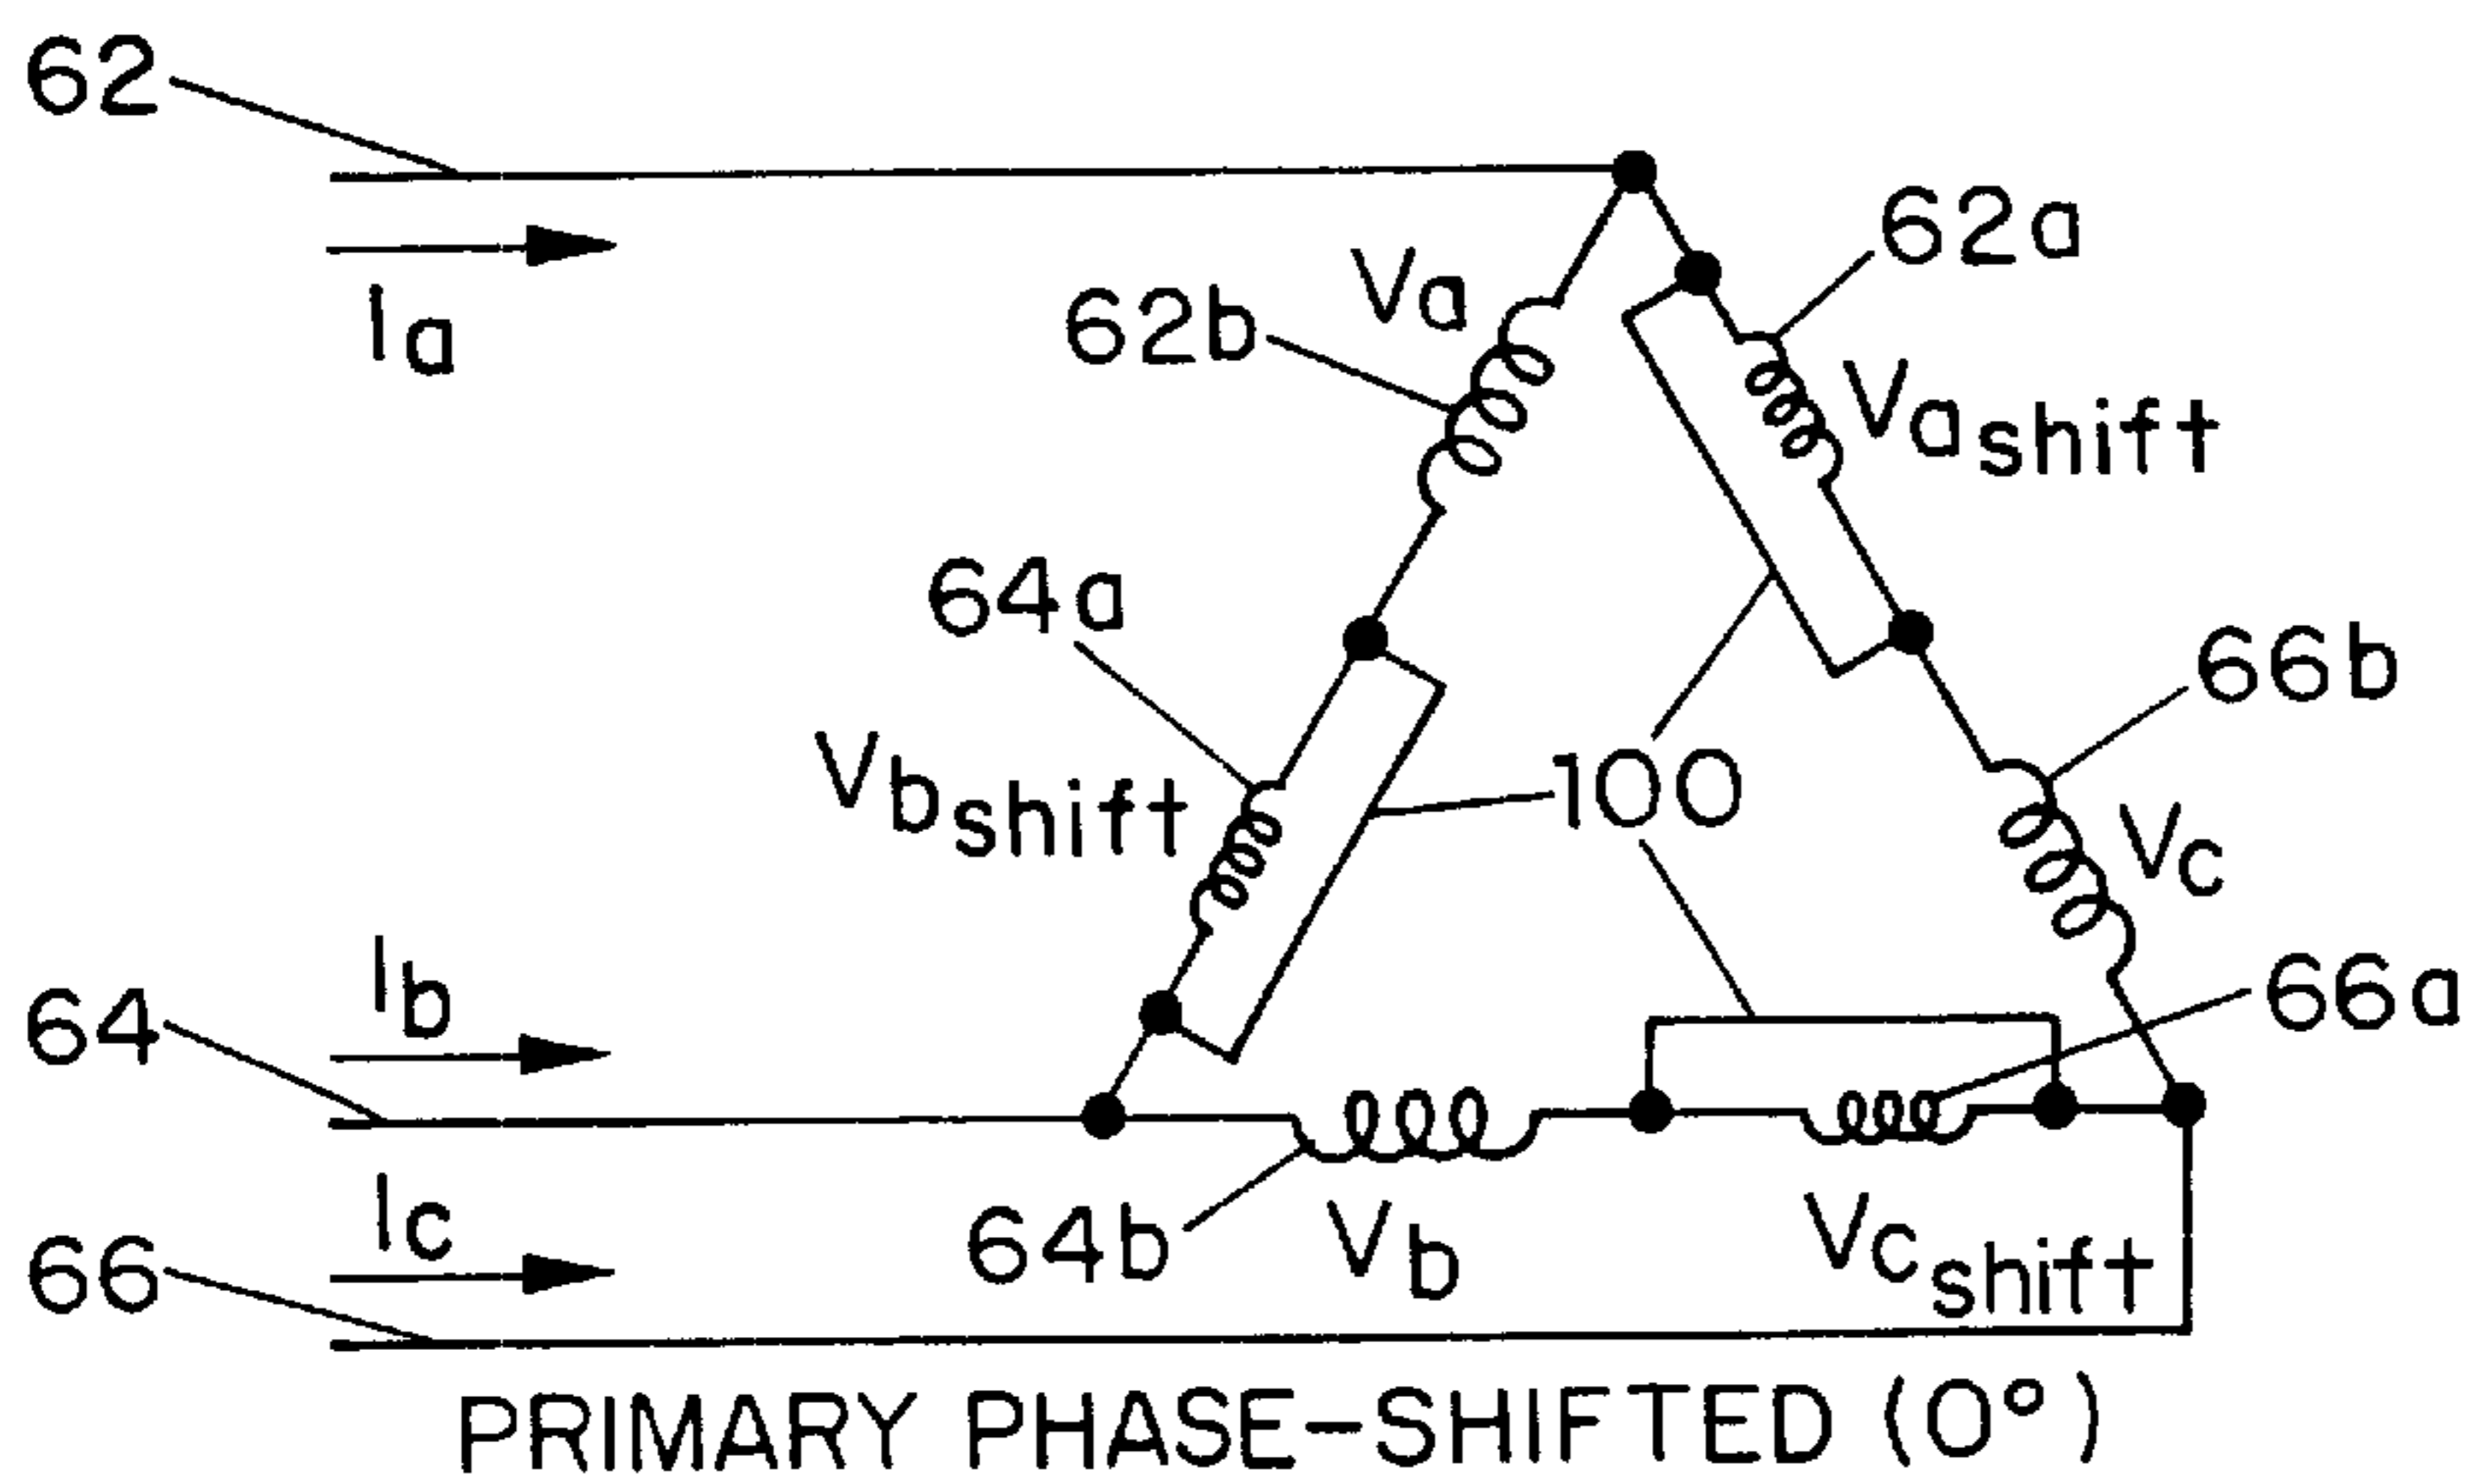 62
Ia
62b
Va
62a
Vashift
64a
Vbshift
100
66b
Vc
66a
64
Ib
64b
Vb
Vcshift
66
Ic
PRIMARY PHASE-SHIFTED (0°)